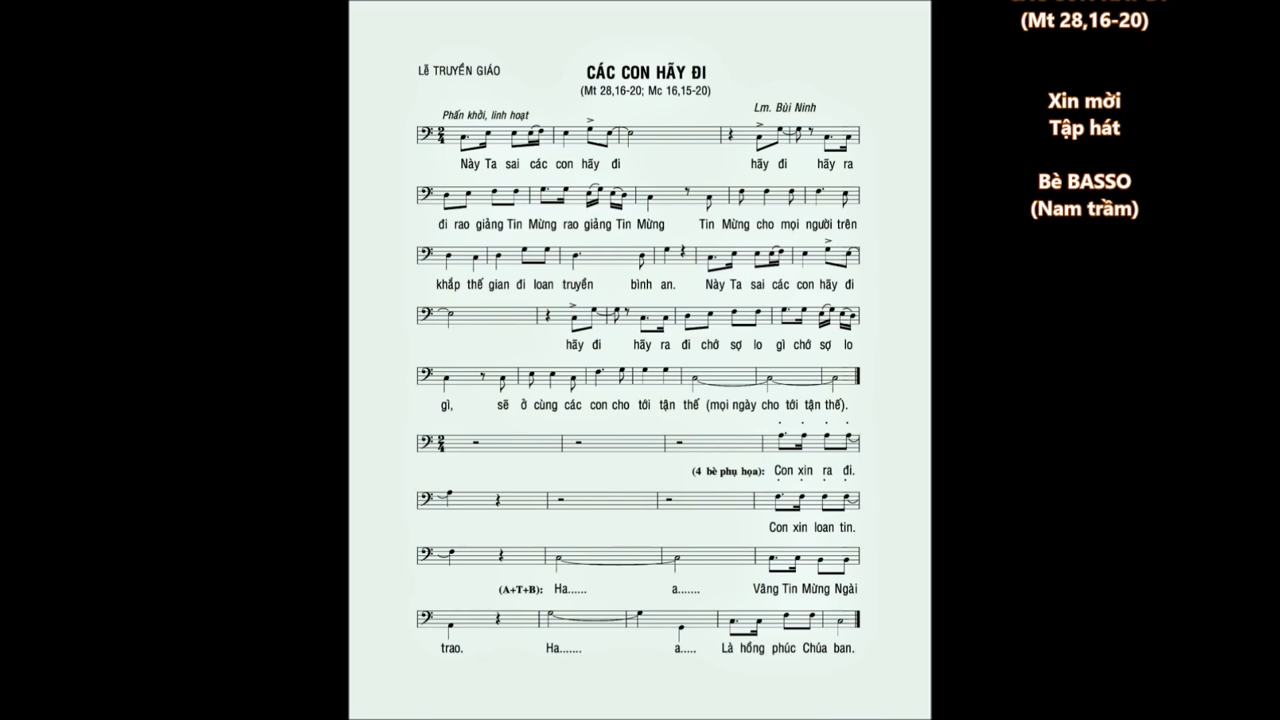 LỄ TRUYỀN GIÁO
CÁC CON HÃY ĐI
(Mt 28,16-20; Mc 16,15-20)
Phấn khởi, linh hoạt
Lm. Bùi Ninh
Này Ta sai các con hãy đi hãy đi hãy ra
đi rao giảng Tin Mừng rao giảng Tin Mừng Tin Mừng cho mọi người trên
khắp thế gian đi loan truyền bình an. Này Ta sai các con hãy đi
hãy đi hãy ra đi chớ sợ lo gì chớ sợ lo
gì, sẽ ở cùng các con cho tới tận thế (mọi ngày cho tới tận thế).
(4 bè phụ họa): Con xin ra đi.
Con xin loan tin.
(A+T+B): Ha...... a....... Vâng Tin Mừng Ngài
trao. Ha....... a..... Là hồng phúc Chúa ban.
(Mt 28,16-20)
Xin mời
Tập hát
Bè BASSO
(Nam trầm)